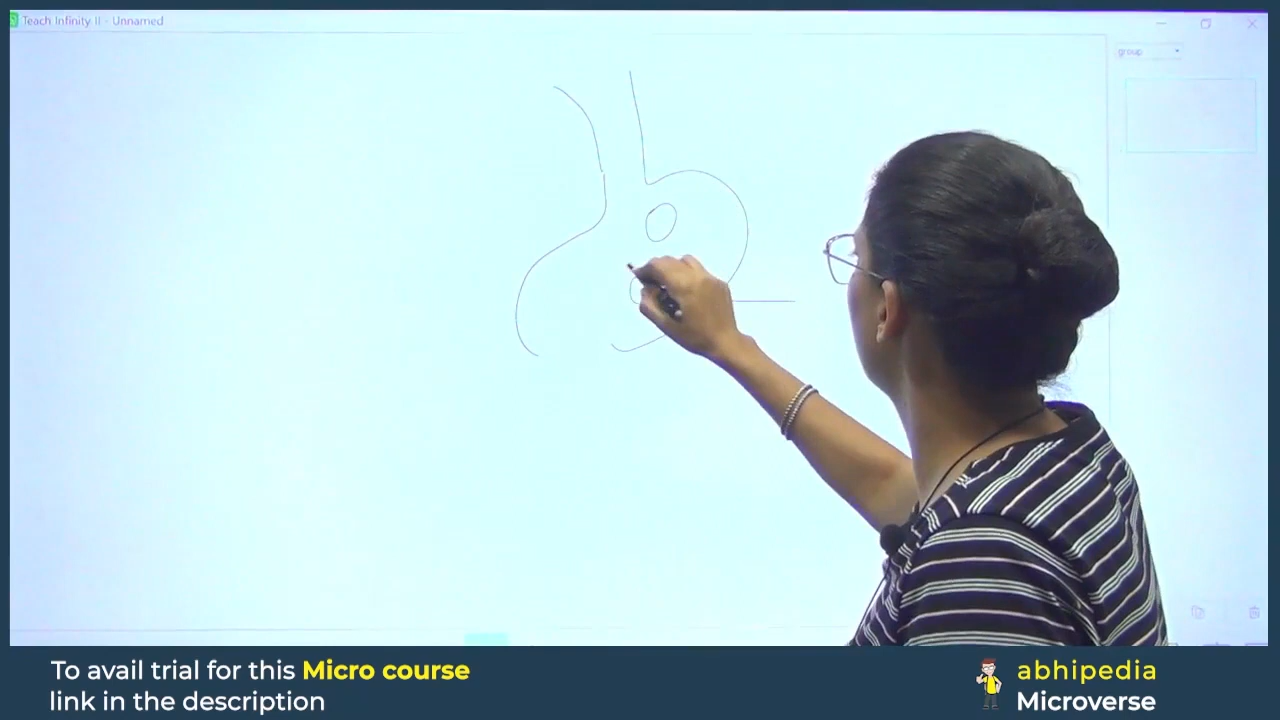 Teach Infinity II - Unnamed
group
To avail trial for this Micro course
link in the description
abhipedia
Microverse